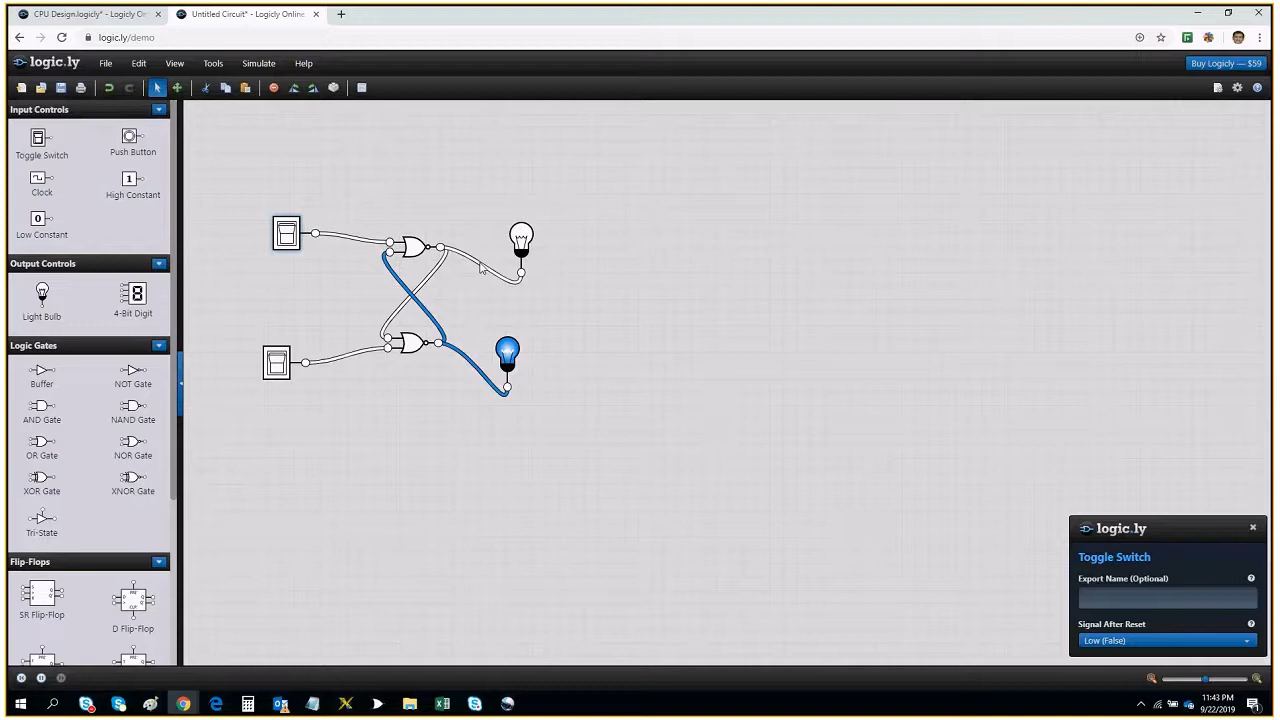 CPU Design.logicly* - Logicly On
Untitled Circuit* - Logicly Online
logic.ly/demo
logic.ly File Edit View Tools Simulate Help Buy Logicly — $59
Input Controls
Toggle Switch Push Button
1
Clock High Constant
0
Low Constant
Output Controls
Light Bulb 4-Bit Digit
Logic Gates
Buffer NOT Gate
AND Gate NAND Gate
OR Gate NOR Gate
XOR Gate XNOR Gate
Tri-State
Flip-Flops
SR Flip-Flop D Flip-Flop
logic.ly
Toggle Switch
Export Name (Optional)
Signal After Reset
Low (False)
11:43 PM
9/22/2019